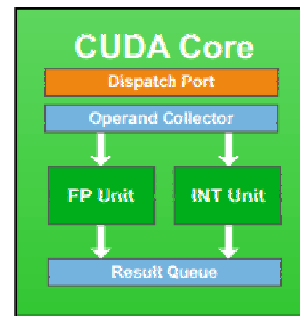 CUDA Core
Dispatch Port
Operand Collector
FP Unit
INT Unit
Result Queue